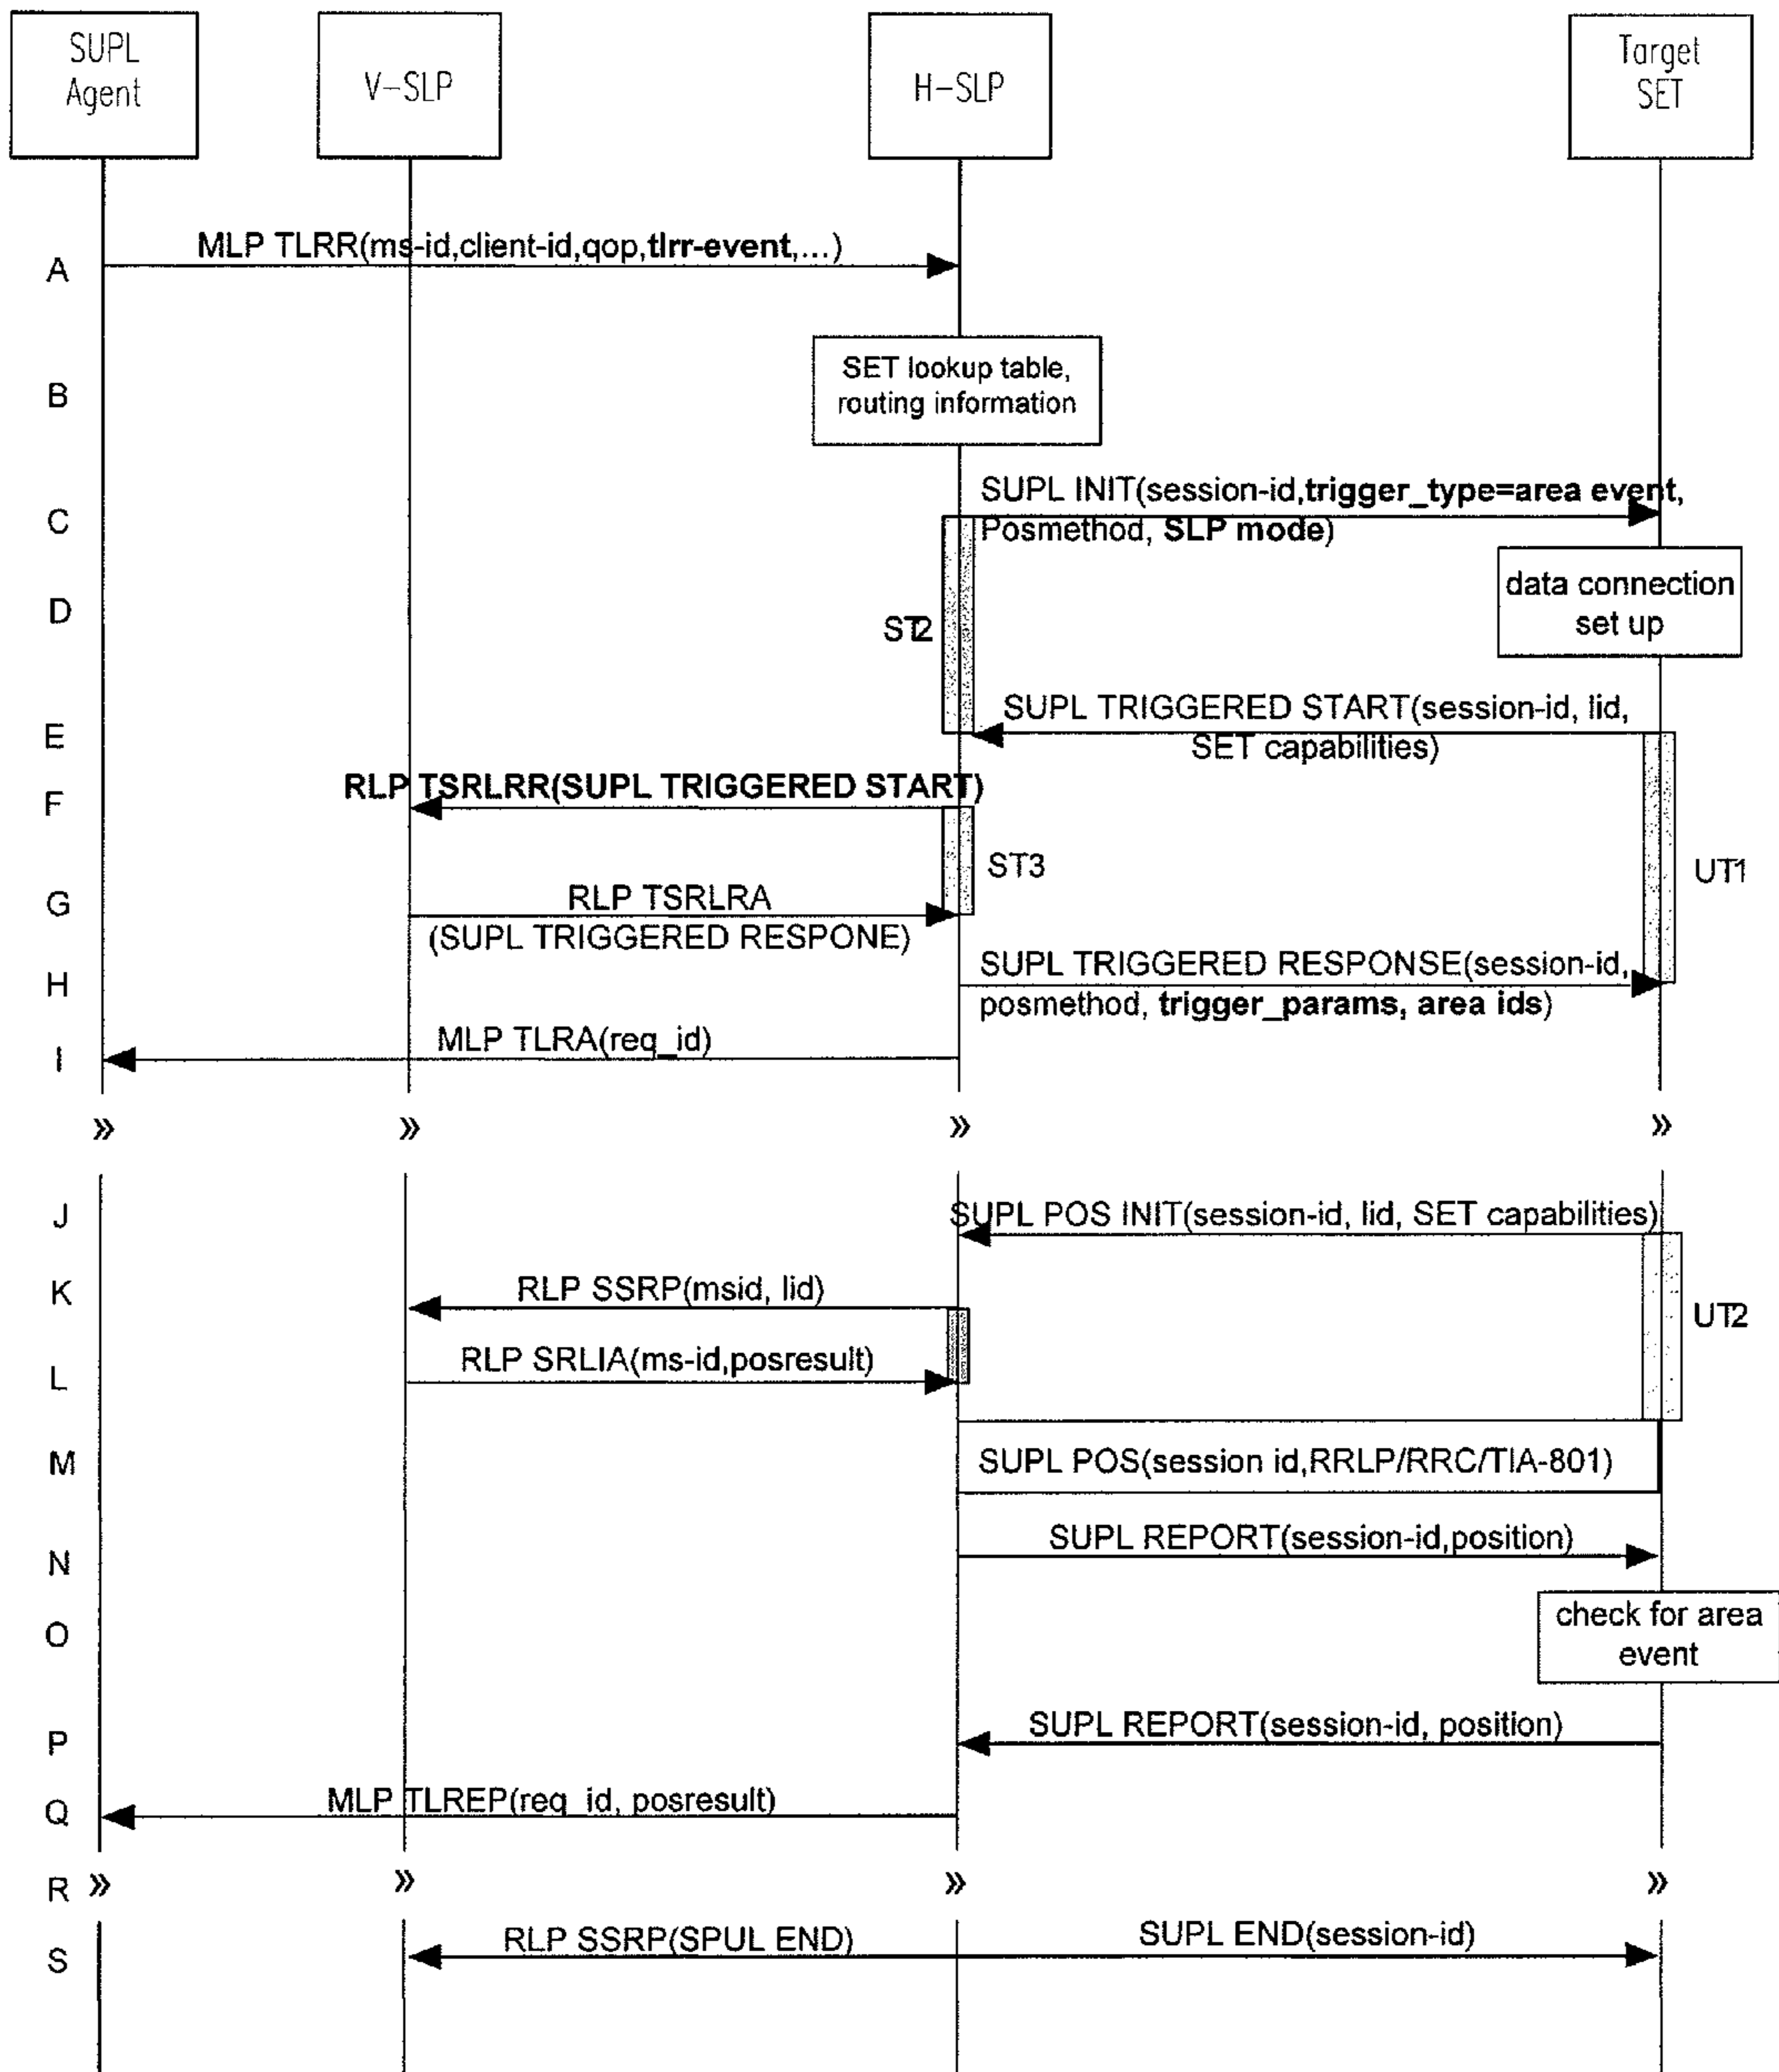 SUPL
Agent
V-SLP
H-SLP
Target
SET
A
MLP TLRR(ms-id,client-id,qop,tlrr-event,...)
B
SET lookup table,
routing information
C
SUPL INIT(session-id,trigger_type=area event,
Posmethod, SLP mode)
D
ST2
data connection
set up
E
SUPL TRIGGERED START(session-id, lid,
SET capabilities)
F
RLP TSRLRR(SUPL TRIGGERED START)
ST3
UT1
G
RLP TSRLRA
(SUPL TRIGGERED RESPONE)
H
SUPL TRIGGERED RESPONSE(session-id,
posmethod, trigger_params, area ids)
I
MLP TLRA(req_id)
» » » »
J
SUPL POS INIT(session-id, lid, SET capabilities)
K
RLP SSRP(msid, lid)
UT2
L
RLP SRLIA(ms-id,posresult)
M
SUPL POS(session id,RRLP/RRC/TIA-801)
N
SUPL REPORT(session-id,position)
O
check for area
event
P
SUPL REPORT(session-id, position)
Q
MLP TLREP(req_id, posresult)
R » » » »
S
RLP SSRP(SPUL END)
SUPL END(session-id)